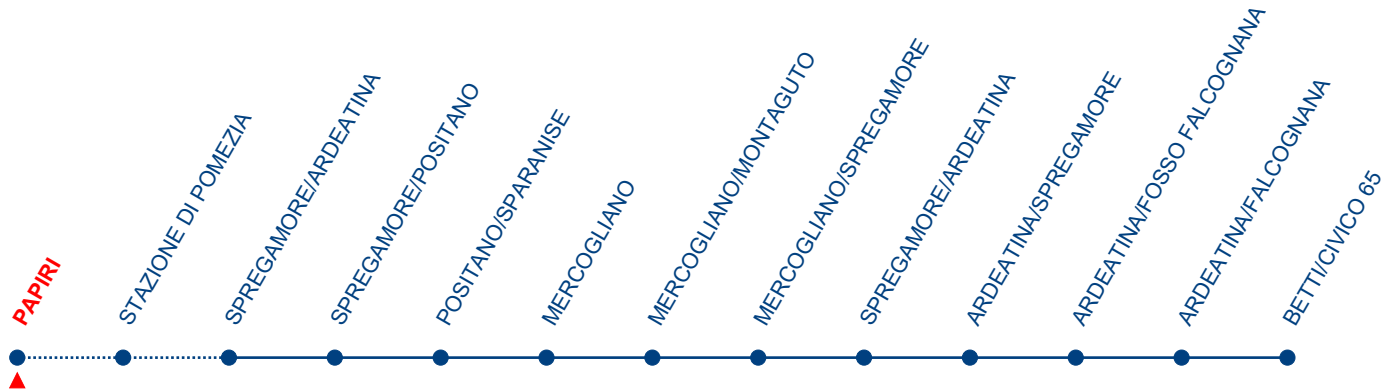 PAPIRI
STAZIONE DI POMEZIA
SPREGAMORE/ARDEATINA
SPREGAMORE/POSITANO
POSITANO/SPARANISE
MERCOGLIANO
MERCOGLIANO/MONTAGUTO
MERCOGLIANO/SPREGAMORE
SPREGAMORE/ARDEATINA
ARDEATINA/SPREGAMORE
ARDEATINA/FOSSO FALCOGNANA
ARDEATINA/FALCOGNANA
BETTI/CIVICO 65